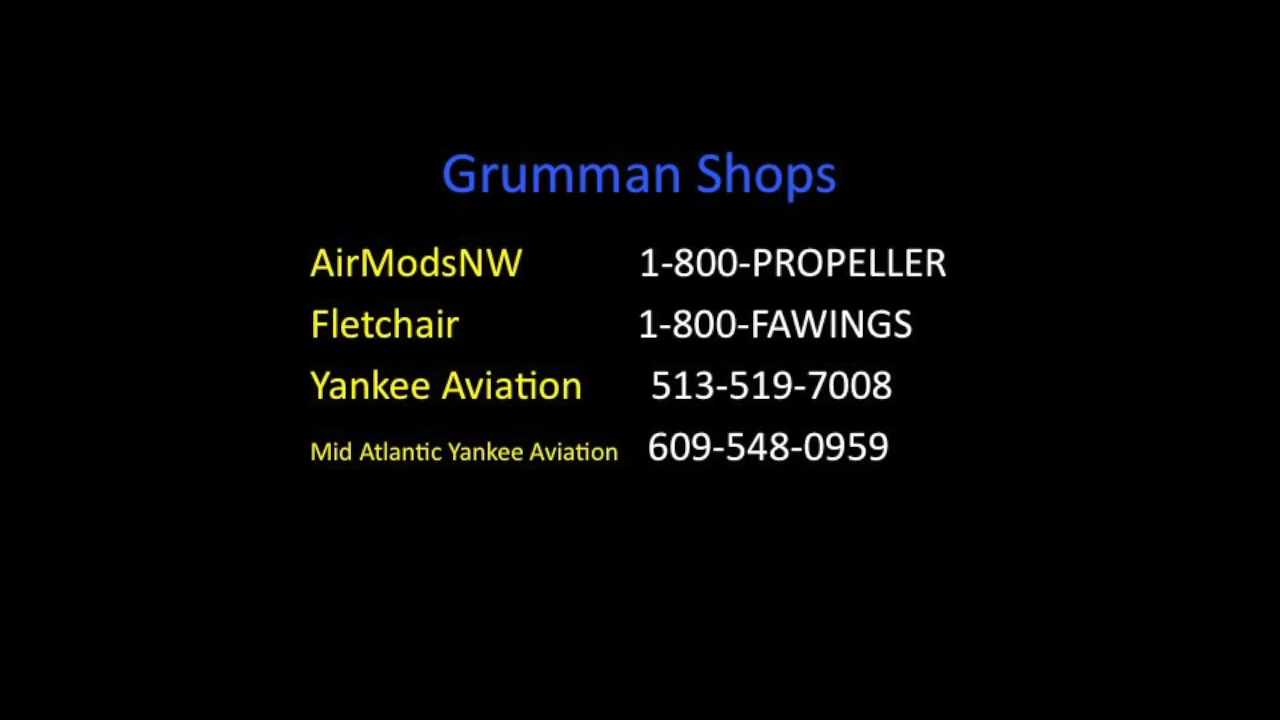 Grumman Shops
AirModsNW 1-800-PROPELLER
Fletchair 1-800-FAWINGS
Yankee Aviation 513-519-7008
Mid Atlantic Yankee Aviation 609-548-0959